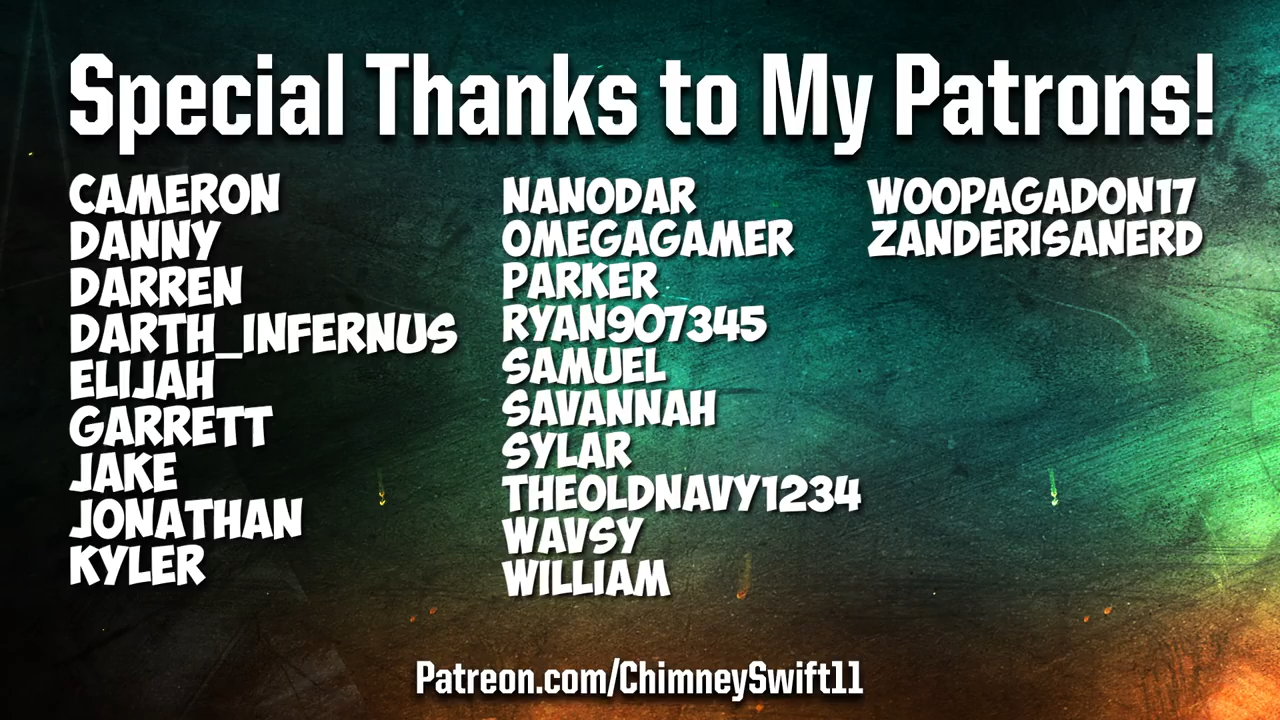 Special Thanks to My Patrons!
CAMERON
DANNY
DARREN
DARTH_INFERNUS
ELIJAH
GARRETT
JAKE
JONATHAN
KYLER
NANODAR
OMEGAGAMER
PARKER
RYAN907345
SAMUEL
SAVANNAH
SYLAR
THEOLDNAVY1234
WAVSY
WILLIAM
WOOPAGADON17
ZANDERISANERD
Patreon.com/ChimneySwift11